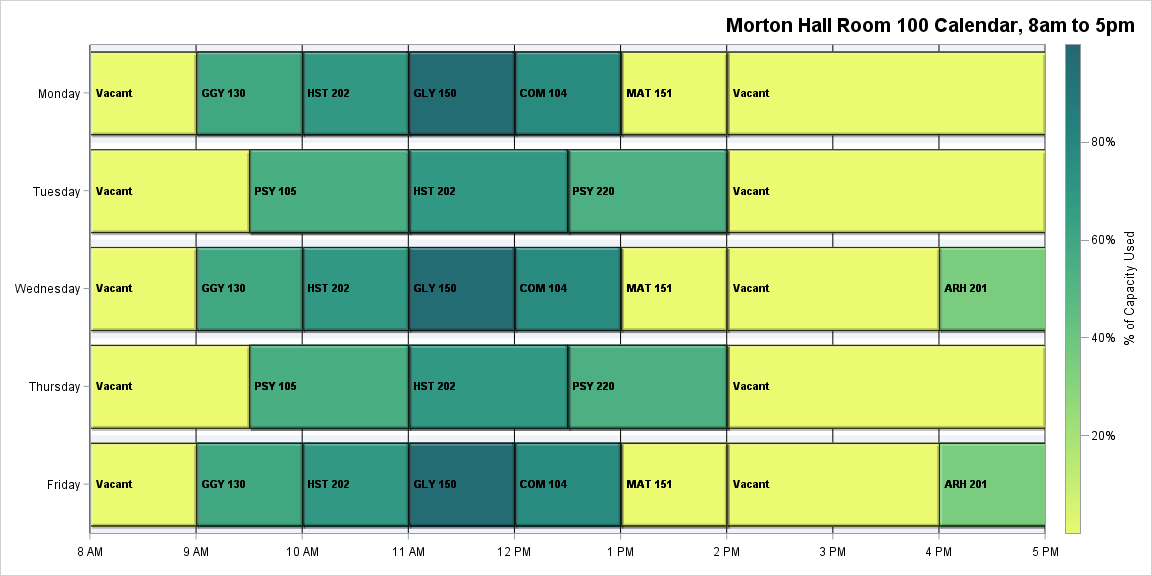 Morton Hall Room 100 Calendar, 8am to 5pm
Monday Vacant GGY 130 HST 202 GLY 150 COM 104 MAT 151 Vacant
80%
Tuesday Vacant PSY 105 HST 202 PSY 220 Vacant
60%
Wednesday Vacant GGY 130 HST 202 GLY 150 COM 104 MAT 151 Vacant ARH 201
% of Capacity Used
40%
Thursday Vacant PSY 105 HST 202 PSY 220 Vacant
20%
Friday Vacant GGY 130 HST 202 GLY 150 COM 104 MAT 151 Vacant ARH 201
8 AM 9 AM 10 AM 11 AM 12 PM 1 PM 2 PM 3 PM 4 PM 5 PM